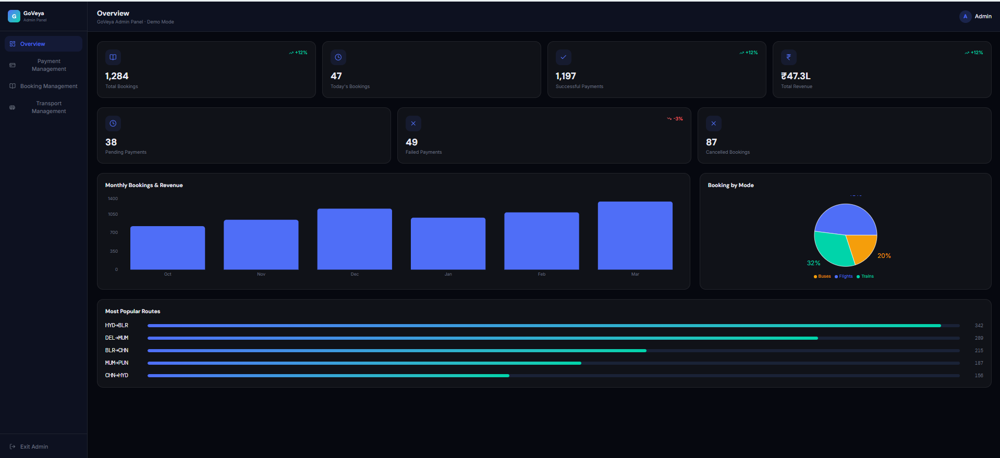 G
GoVeya
Admin Panel
Overview
Payment
Management
Booking Management
Transport
Management
Exit Admin
Overview
GoVeya Admin Panel · Demo Mode
A Admin
+12%
1,284
Total Bookings
47
Today's Bookings
+12%
1,197
Successful Payments
₹
+12%
₹47.3L
Total Revenue
38
Pending Payments
-3%
49
Failed Payments
87
Cancelled Bookings
Monthly Bookings & Revenue
1400
1050
700
350
0
Oct Nov Dec Jan Feb Mar
Booking by Mode
32%
20%
Buses Flights Trains
Most Popular Routes
HYD→BLR 342
DEL→MUM 289
BLR→CHN 215
MUM→PUN 187
CHN→HYD 156